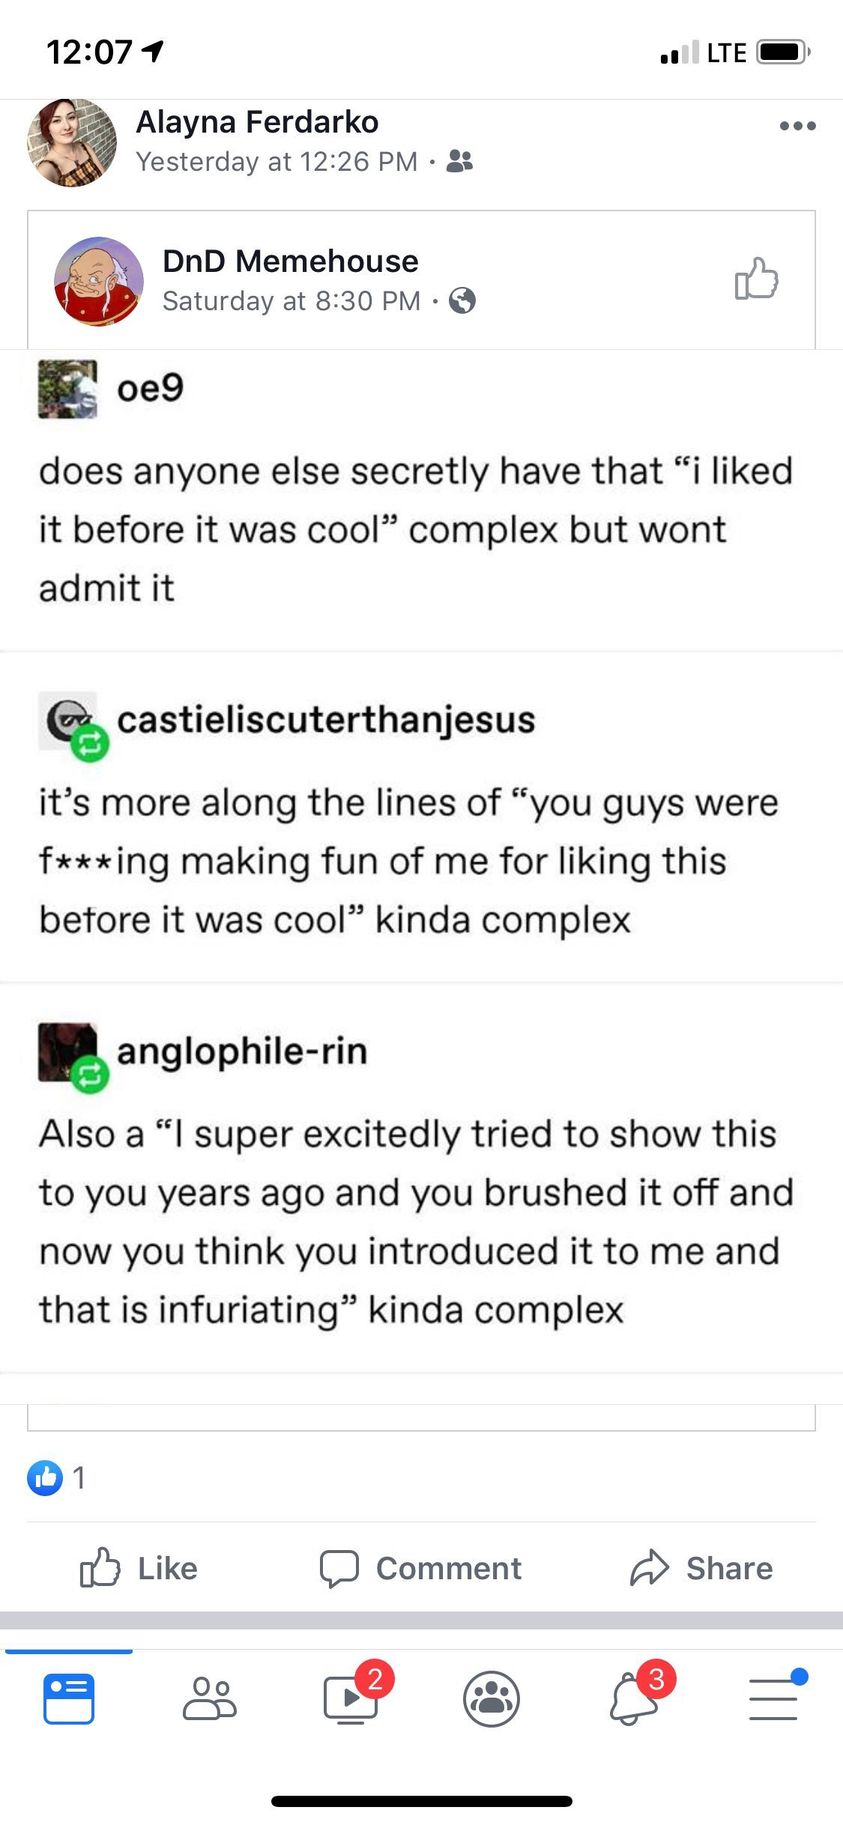 12:07
LTE
Alayna Ferdarko
Yesterday at 12:26 PM ·
DnD Memehouse
Saturday at 8:30 PM ·
oe9
does anyone else secretly have that “i liked
it before it was cool” complex but wont
admit it
castieliscuterthanjesus
it’s more along the lines of “you guys were
f***ing making fun of me for liking this
before it was cool” kinda complex
anglophile-rin
Also a “I super excitedly tried to show this
to you years ago and you brushed it off and
now you think you introduced it to me and
that is infuriating” kinda complex
1
Like
Comment
Share
2
3